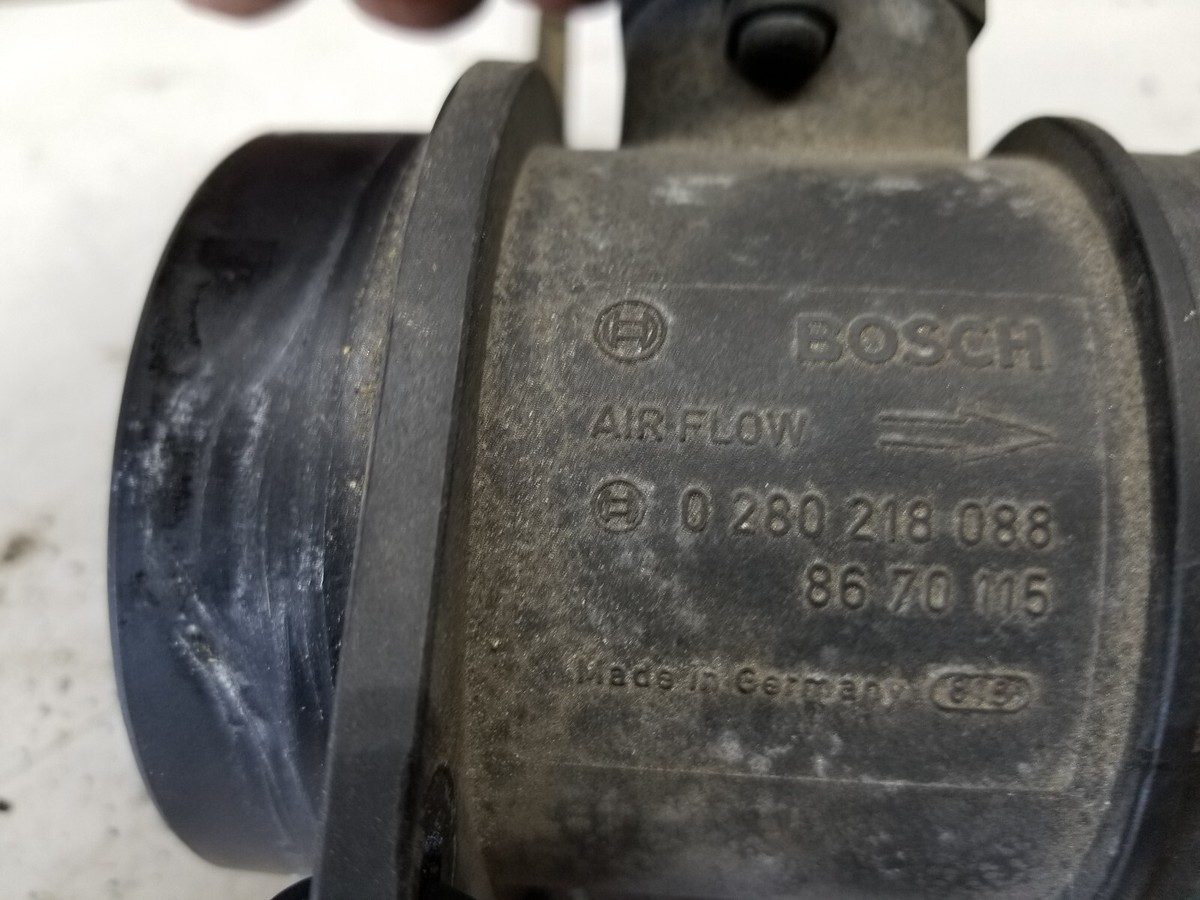 BOSCH
AIR FLOW
0 280 218 088
86 70 115
Made in Germany